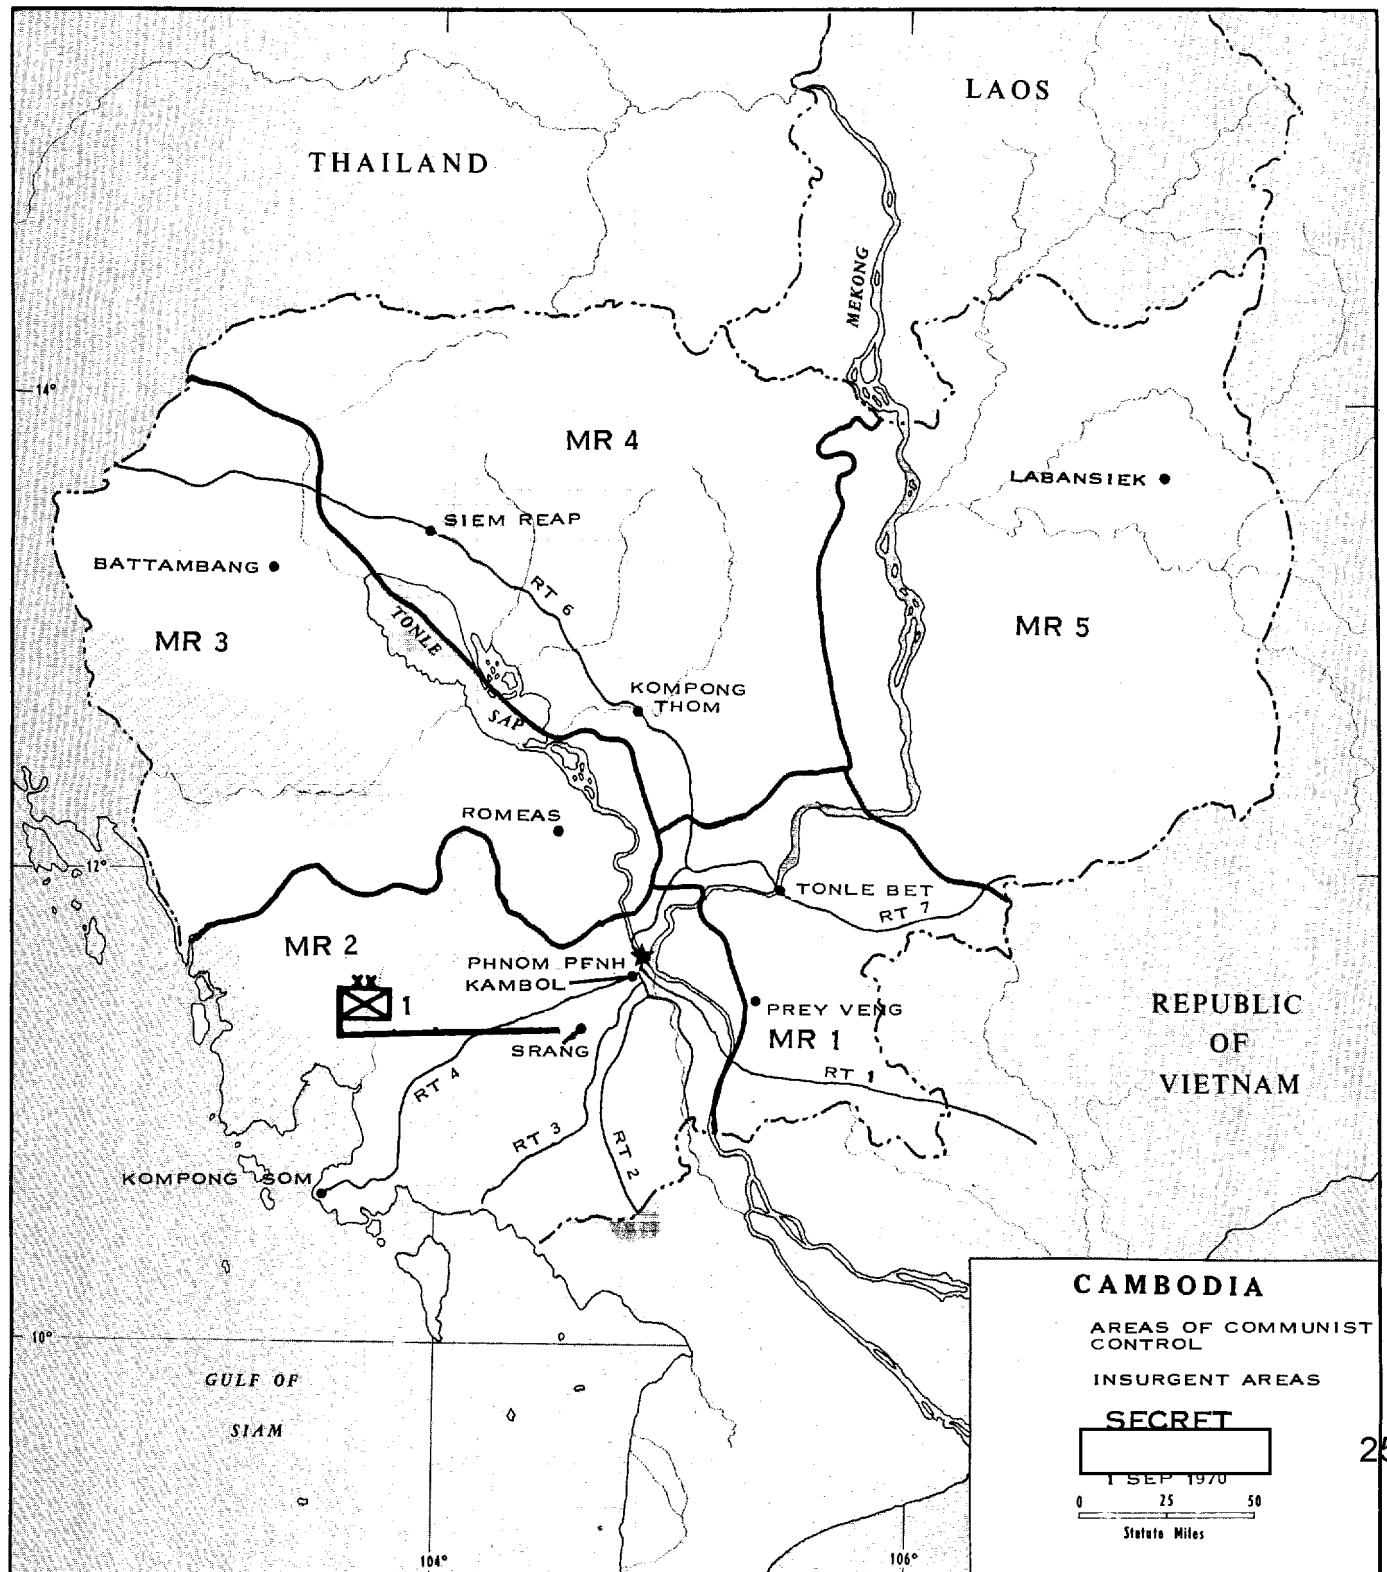 LAOS
THAILAND
MEKONG
14°
MR 4
LABANSIEK
SIEM REAP
BATTAMBANG
RT 6
TONLE
SAP
MR 3
MR 5
KOMPONG
THOM
ROMEAS
12°
TONLE BET
RT 7
MR 2
PHNOM PENH
KAMBOL
1
PREY VENG
MR 1
REPUBLIC
OF
VIETNAM
SRANG
RT 4
RT 1
RT 3
RT 2
KOMPONG SOM
10°
GULF OF
SIAM
CAMBODIA
AREAS OF COMMUNIST
CONTROL
INSURGENT AREAS
SECRET
1 SEP 1970
0 25 50
Statute Miles
104°
106°